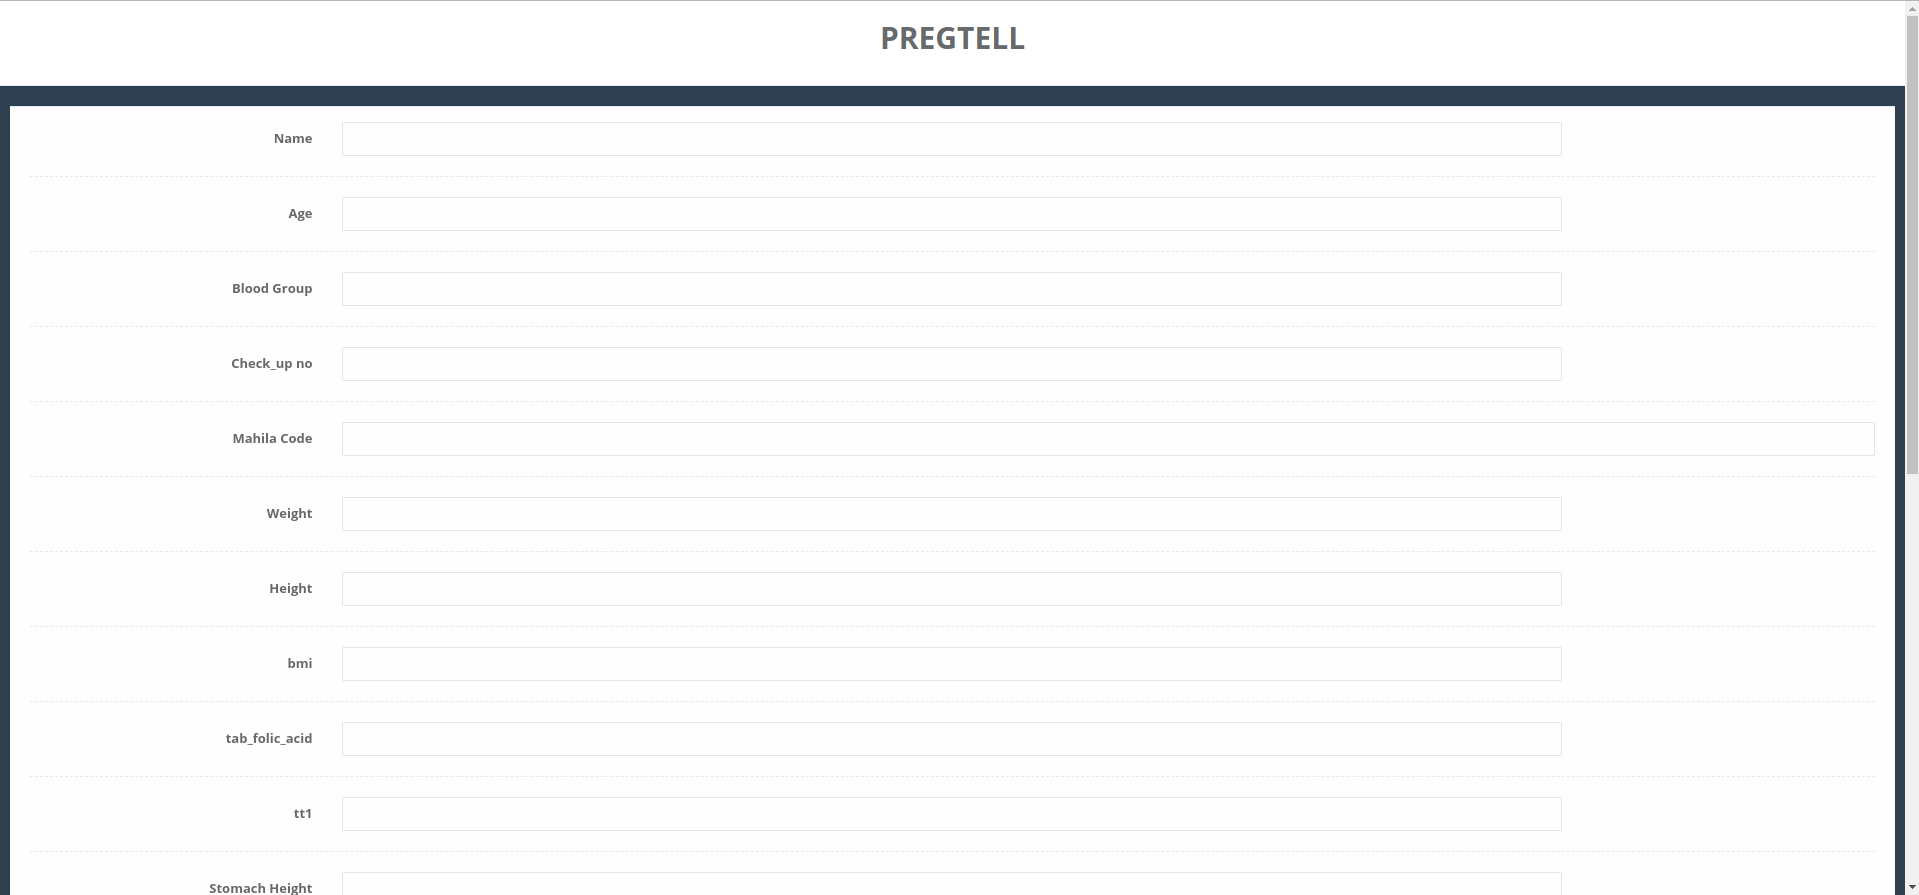 PREGTELL
Name
Age
Blood Group
Check_up no
Mahila Code
Weight
Height
bmi
tab_folic_acid
tt1
Stomach Height